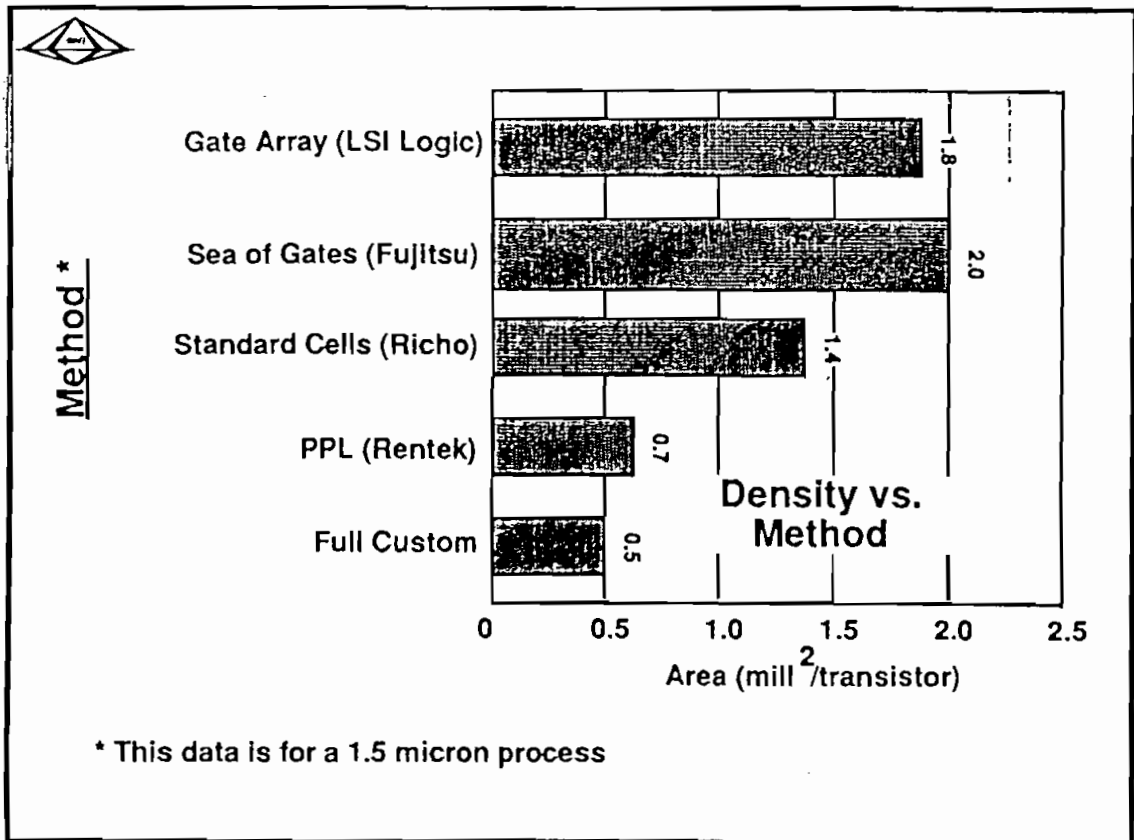 Gate Array (LSI Logic)
1.8
Sea of Gates (Fujitsu)
2.0
Method *
Standard Cells (Richo)
1.4
PPL (Rentek)
0.7
Density vs.
Method
Full Custom
0.5
0 0.5 1.0 1.5 2.0 2.5
Area (mill²/transistor)
* This data is for a 1.5 micron process